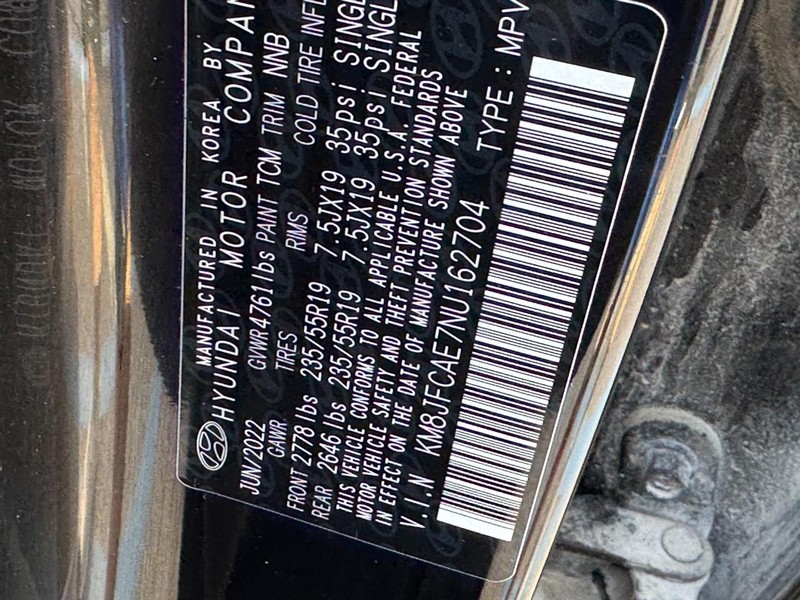 MANUFACTURED IN KOREA BY
HYUNDAI MOTOR COMPAN
JUN/2022 GVWR 4761 lbs PAINT TCM TRIM NNB
GAWR TIRES RIMS COLD TIRE INFL
FRONT 2778 lbs 235/55R19 7.5JX19 35psi SINGL
REAR 2646 lbs 235/55R19 7.5JX19 35psi SINGL
THIS VEHICLE CONFORMS TO ALL APPLICABLE U.S.A. FEDERAL
MOTOR VEHICLE SAFETY AND THEFT PREVENTION STANDARDS
IN EFFECT ON THE DATE OF MANUFACTURE SHOWN ABOVE
V.I.N KM8JFCAE7NU162704 TYPE : MPV